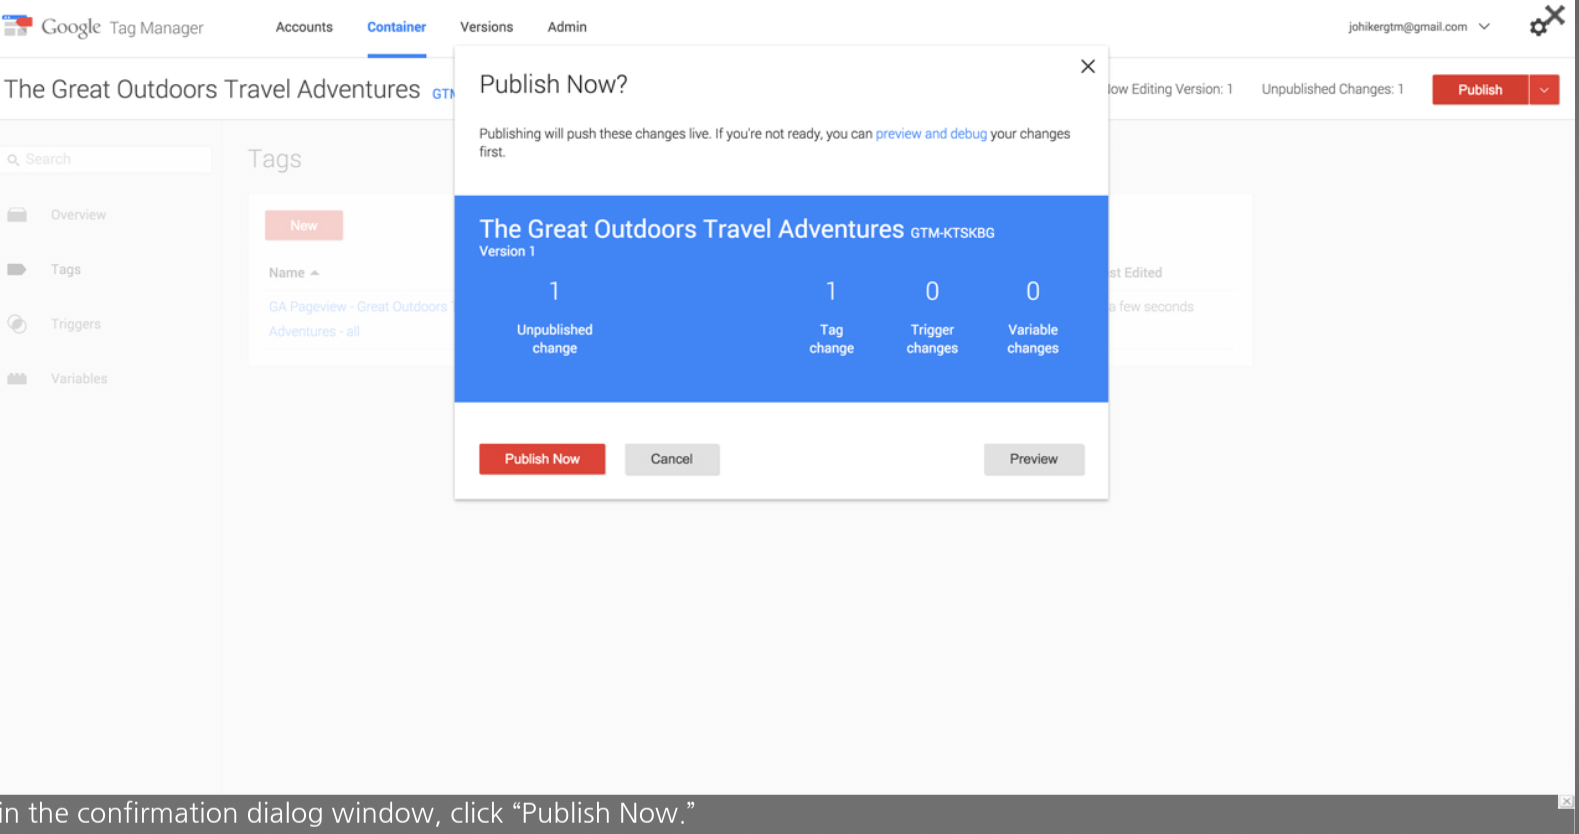 Google Tag Manager
Accounts
Container
Versions
Admin
johikergtm@gmail.com
The Great Outdoors Travel Adventures
Editing Version: 1
Unpublished Changes: 1
Publish
Publish Now?
Publishing will push these changes live. If you're not ready, you can preview and debug your changes
first.
Search
Tags
Overview
Tags
Triggers
Variables
New
Name
GA Pageview - Great Outdoors
Adventures - all
Edited
a few seconds
The Great Outdoors Travel Adventures GTM-KTSKBG
Version 1
1
Unpublished
change
1
Tag
change
0
Trigger
changes
0
Variable
changes
Publish Now
Cancel
Preview
in the confirmation dialog window, click “Publish Now.”